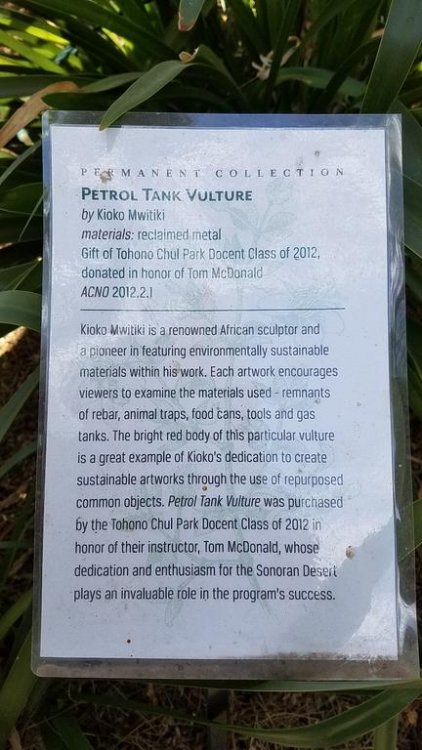 PERMANENT COLLECTION
PETROL TANK VULTURE
by Kioko Mwitiki
materials: reclaimed metal
Gift of Tohono Chul Park Docent Class of 2012,
donated in honor of Tom McDonald
ACNO 2012.2.1
Kioko Mwitiki is a renowned African sculptor and
a pioneer in featuring environmentally sustainable
materials within his work. Each artwork encourages
viewers to examine the materials used - remnants
of rebar, animal traps, food cans, tools and gas
tanks. The bright red body of this particular vulture
is a great example of Kioko's dedication to create
sustainable artworks through the use of repurposed
common objects. Petrol Tank Vulture was purchased
by the Tohono Chul Park Docent Class of 2012 in
honor of their instructor, Tom McDonald, whose
dedication and enthusiasm for the Sonoran Desert
plays an invaluable role in the program's success.